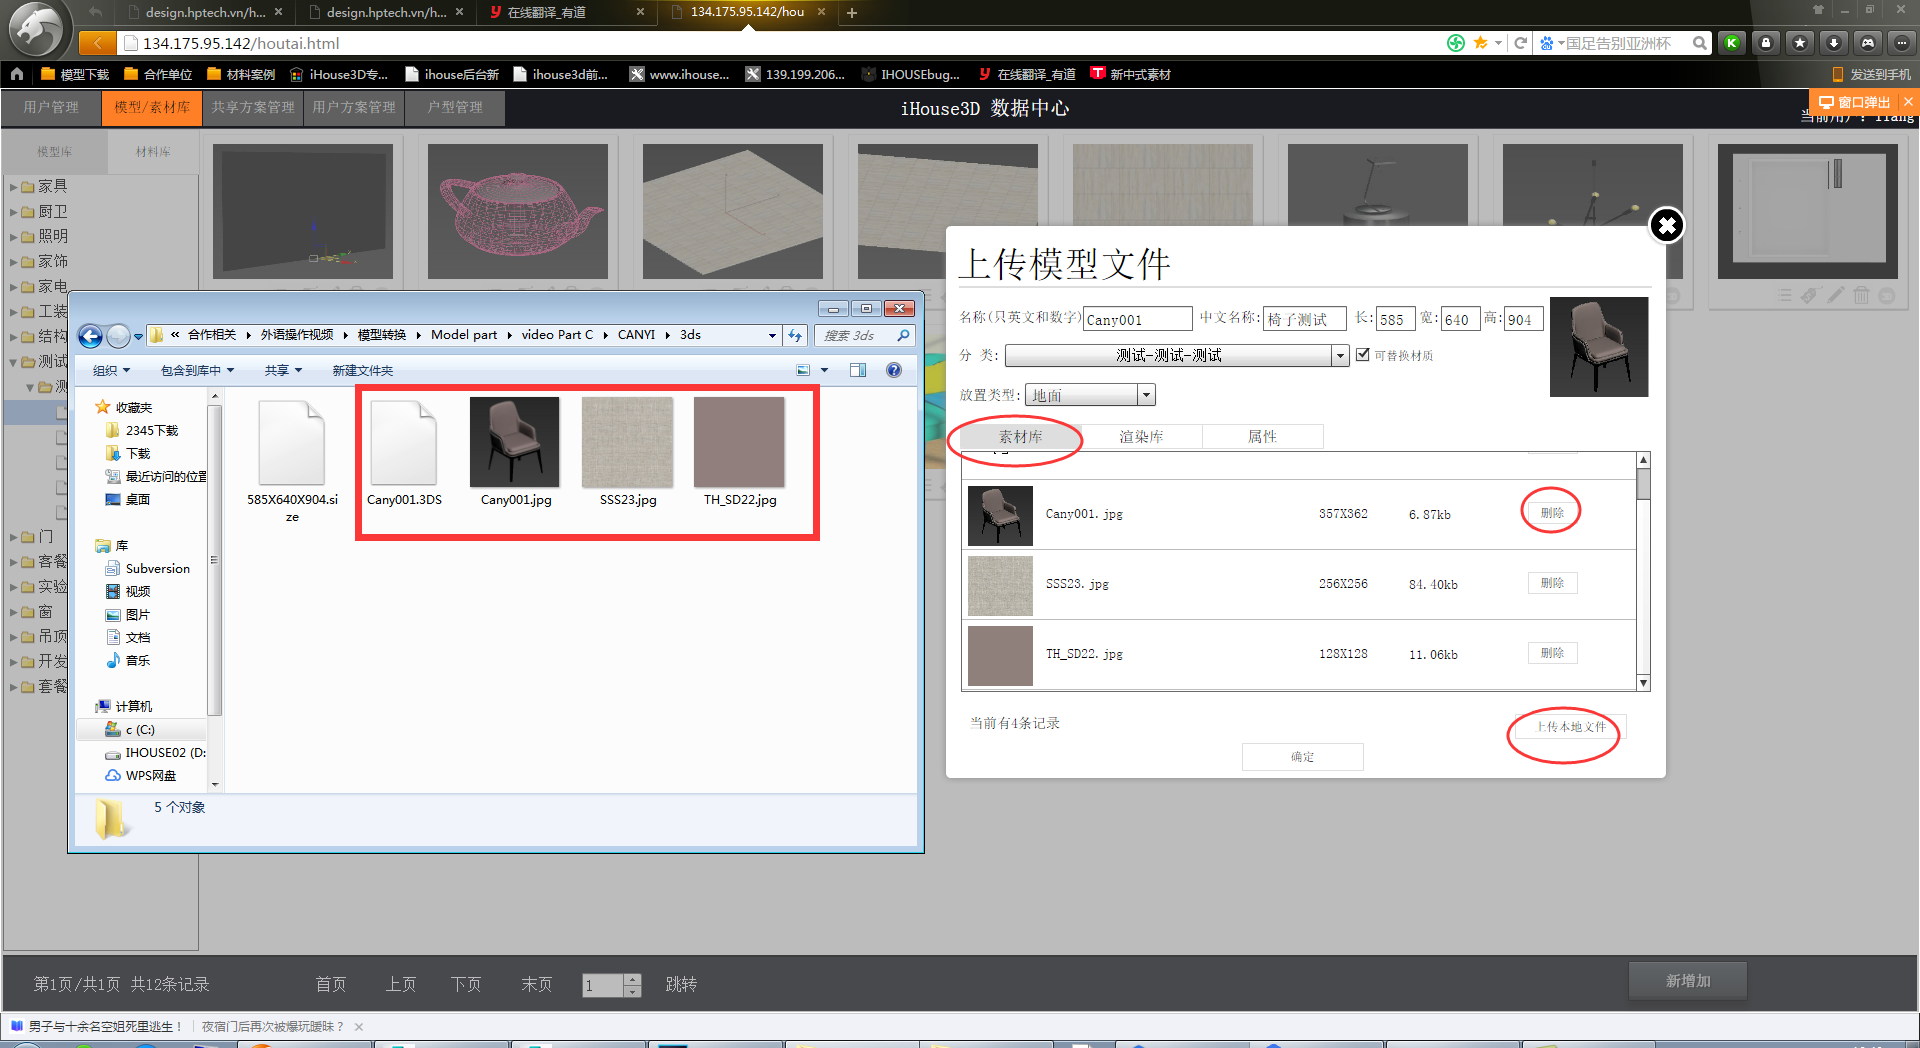 design.hptech.vn/h...
design.hptech.vn/h...
在线翻译_有道
134.175.95.142/hou
134.175.95.142/houtai.html
国足告别亚洲杯
模型下载
合作单位
材料案例
iHouse3D专...
ihouse后台新
ihouse3d前...
www.ihouse...
139.199.206...
IHOUSEbug...
在线翻译_有道
新中式素材
发送到手机
用户管理
模型/素材库
共享方案管理
用户方案管理
户型管理
iHouse3D 数据中心
窗口弹出
模型库
材料库
家具
厨卫
照明
家饰
家电
工装
结构
测试
门
客餐
实验
窗
吊顶
开发
套餐
« 合作相关 ▸ 外语操作视频 ▸ 模型转换 ▸ Model part ▸ video Part C ▸ CANYI ▸ 3ds
搜索 3ds
组织
包含到库中
共享
新建文件夹
收藏夹
2345下载
下载
最近访问的位置
桌面
库
Subversion
视频
图片
文档
音乐
计算机
c (C:)
IHOUSE02 (D:
WPS网盘
585X640X904.si
ze
Cany001.3DS
Cany001.jpg
SSS23.jpg
TH_SD22.jpg
5 个对象
上传模型文件
名称(只英文和数字)
Cany001
中文名称:
椅子测试
长:
585
宽:
640
高:
904
分 类:
测试-测试-测试
可替换材质
放置类型:
地面
素材库
渲染库
属性
Cany001.jpg
357X362
6.87kb
删除
SSS23.jpg
256X256
84.40kb
删除
TH_SD22.jpg
128X128
11.06kb
删除
当前有4条记录
上传本地文件
确定
第1页/共1页 共12条记录
首页
上页
下页
末页
1
跳转
新增加
男子与十余名空姐死里逃生！
夜宿门后再次被爆玩暧昧？